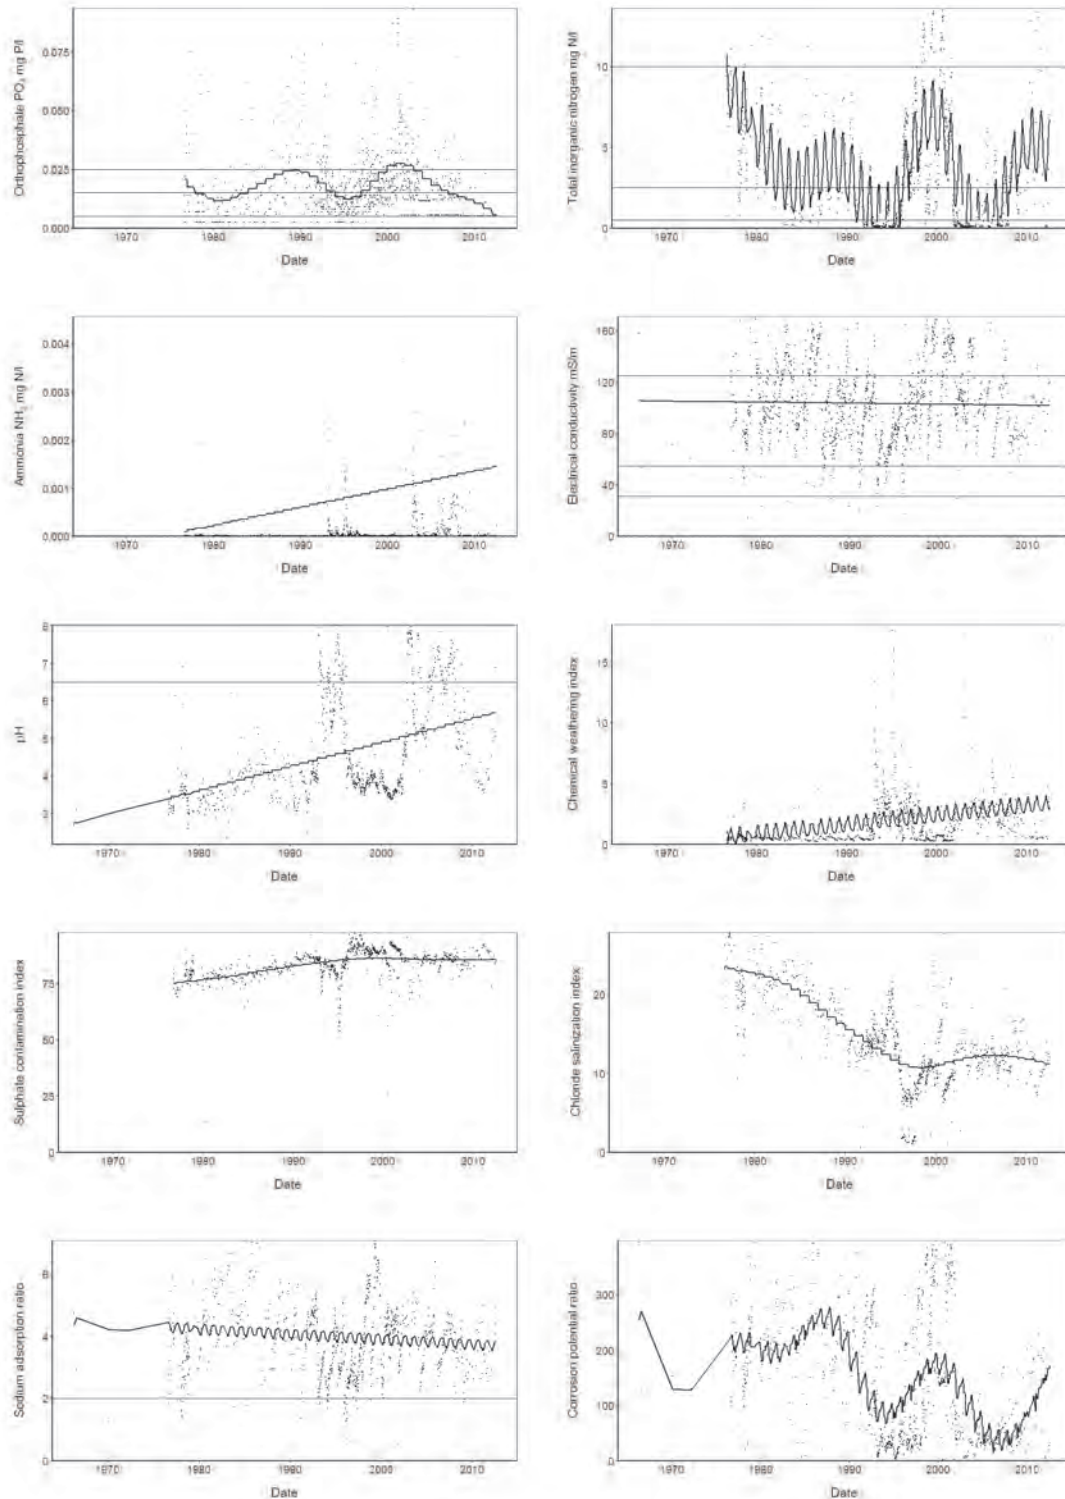 Orthophosphate PO4 mg P/l
0.075
0.050
0.025
0.000
1970 1980 1990 2000 2010
Date
Total inorganic nitrogen mg N/l
10
5
0
1970 1980 1990 2000 2010
Date
Ammonia NH3 mg N/l
0.004
0.003
0.002
0.001
0.000
1970 1980 1990 2000 2010
Date
Electrical conductivity mS/m
160
120
80
40
0
1970 1980 1990 2000 2010
Date
pH
8
7
6
5
4
3
1970 1980 1990 2000 2010
Date
Chemical weathering index
15
10
5
0
1970 1980 1990 2000 2010
Date
Sulphate contamination index
75
50
25
0
1970 1980 1990 2000 2010
Date
Chloride salinization index
20
10
0
1970 1980 1990 2000 2010
Date
Sodium adsorption ratio
6
4
2
0
1970 1980 1990 2000 2010
Date
Corrosion potential ratio
300
200
100
0
1970 1980 1990 2000 2010
Date